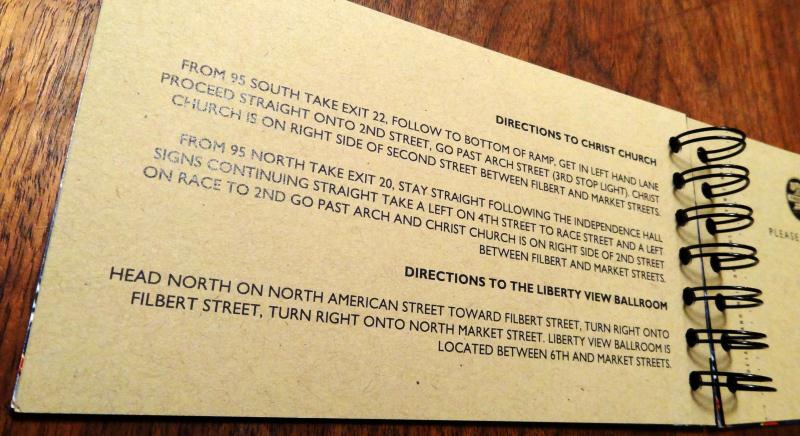 DIRECTIONS TO CHRIST CHURCH
FROM 95 SOUTH TAKE EXIT 22, FOLLOW TO BOTTOM OF RAMP. GET IN LEFT HAND LANE
PROCEED STRAIGHT ONTO 2ND STREET, GO PAST ARCH STREET (3RD STOP LIGHT). CHRIST
CHURCH IS ON RIGHT SIDE OF SECOND STREET BETWEEN FILBERT AND MARKET STREETS.
FROM 95 NORTH TAKE EXIT 20, STAY STRAIGHT FOLLOWING THE INDEPENDENCE HALL
SIGNS CONTINUING STRAIGHT TAKE A LEFT ON 4TH STREET TO RACE STREET AND A LEFT
ON RACE TO 2ND GO PAST ARCH AND CHRIST CHURCH IS ON RIGHT SIDE OF 2ND STREET
BETWEEN FILBERT AND MARKET STREETS.
DIRECTIONS TO THE LIBERTY VIEW BALLROOM
HEAD NORTH ON NORTH AMERICAN STREET TOWARD FILBERT STREET, TURN RIGHT ONTO
FILBERT STREET, TURN RIGHT ONTO NORTH MARKET STREET. LIBERTY VIEW BALLROOM IS
LOCATED BETWEEN 6TH AND MARKET STREETS.
PLEASE